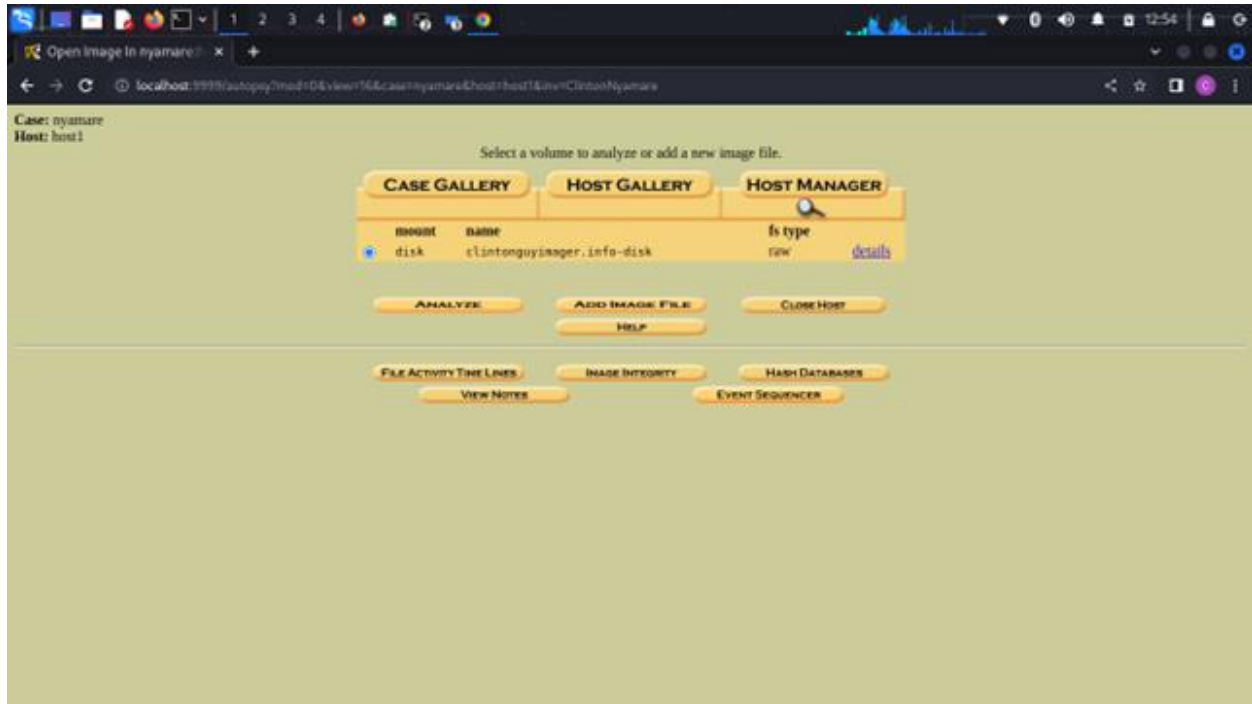 1 2 3 4
0
12:54
Open Image In nyamare:
localhost:9999/autopsy?mod=0&view=16&case=nyamare&host=host1&inv=ClintonNyamare
C
Case: nyamare
Host: host1
Select a volume to analyze or add a new image file.
CASE GALLERY HOST GALLERY HOST MANAGER
mount name fs type
disk clintonguyimager.info-disk raw details
ANALYZE ADD IMAGE FILE CLOSE HOST
HELP
FILE ACTIVITY TIME LINES IMAGE INTEGRITY HASH DATABASES
VIEW NOTES EVENT SEQUENCER